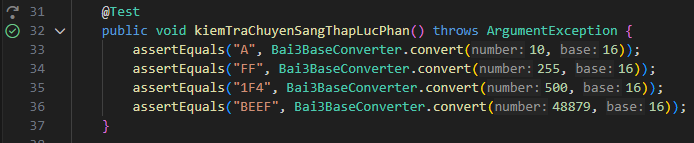 31 @Test
32 public void kiemTraChuyenSangThapLucPhan() throws ArgumentException {
33 assertEquals("A", Bai3BaseConverter.convert(number: 10, base: 16));
34 assertEquals("FF", Bai3BaseConverter.convert(number: 255, base: 16));
35 assertEquals("1F4", Bai3BaseConverter.convert(number: 500, base: 16));
36 assertEquals("BEEF", Bai3BaseConverter.convert(number: 48879, base: 16));
37 }